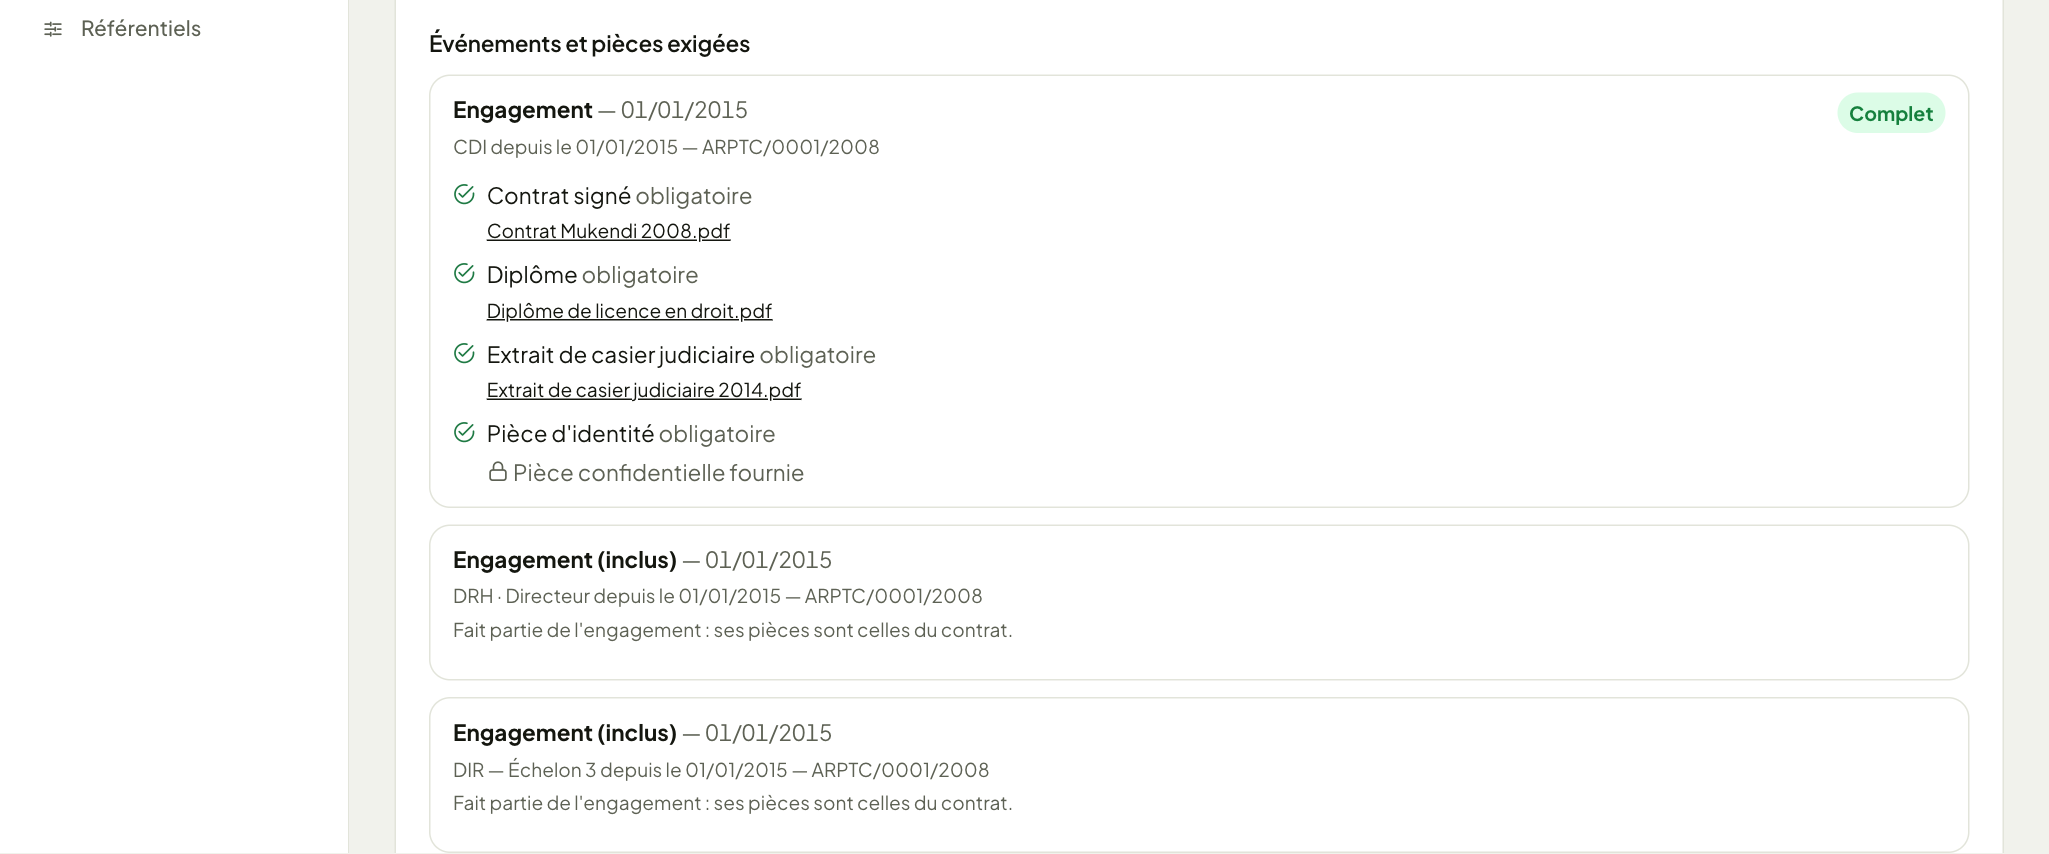 Référentiels
Événements et pièces exigées
Engagement — 01/01/2015
Complet
CDI depuis le 01/01/2015 — ARPTC/0001/2008
Contrat signé obligatoire
Contrat Mukendi 2008.pdf
Diplôme obligatoire
Diplôme de licence en droit.pdf
Extrait de casier judiciaire obligatoire
Extrait de casier judiciaire 2014.pdf
Pièce d'identité obligatoire
Pièce confidentielle fournie
Engagement (inclus) — 01/01/2015
DRH · Directeur depuis le 01/01/2015 — ARPTC/0001/2008
Fait partie de l'engagement : ses pièces sont celles du contrat.
Engagement (inclus) — 01/01/2015
DIR — Échelon 3 depuis le 01/01/2015 — ARPTC/0001/2008
Fait partie de l'engagement : ses pièces sont celles du contrat.